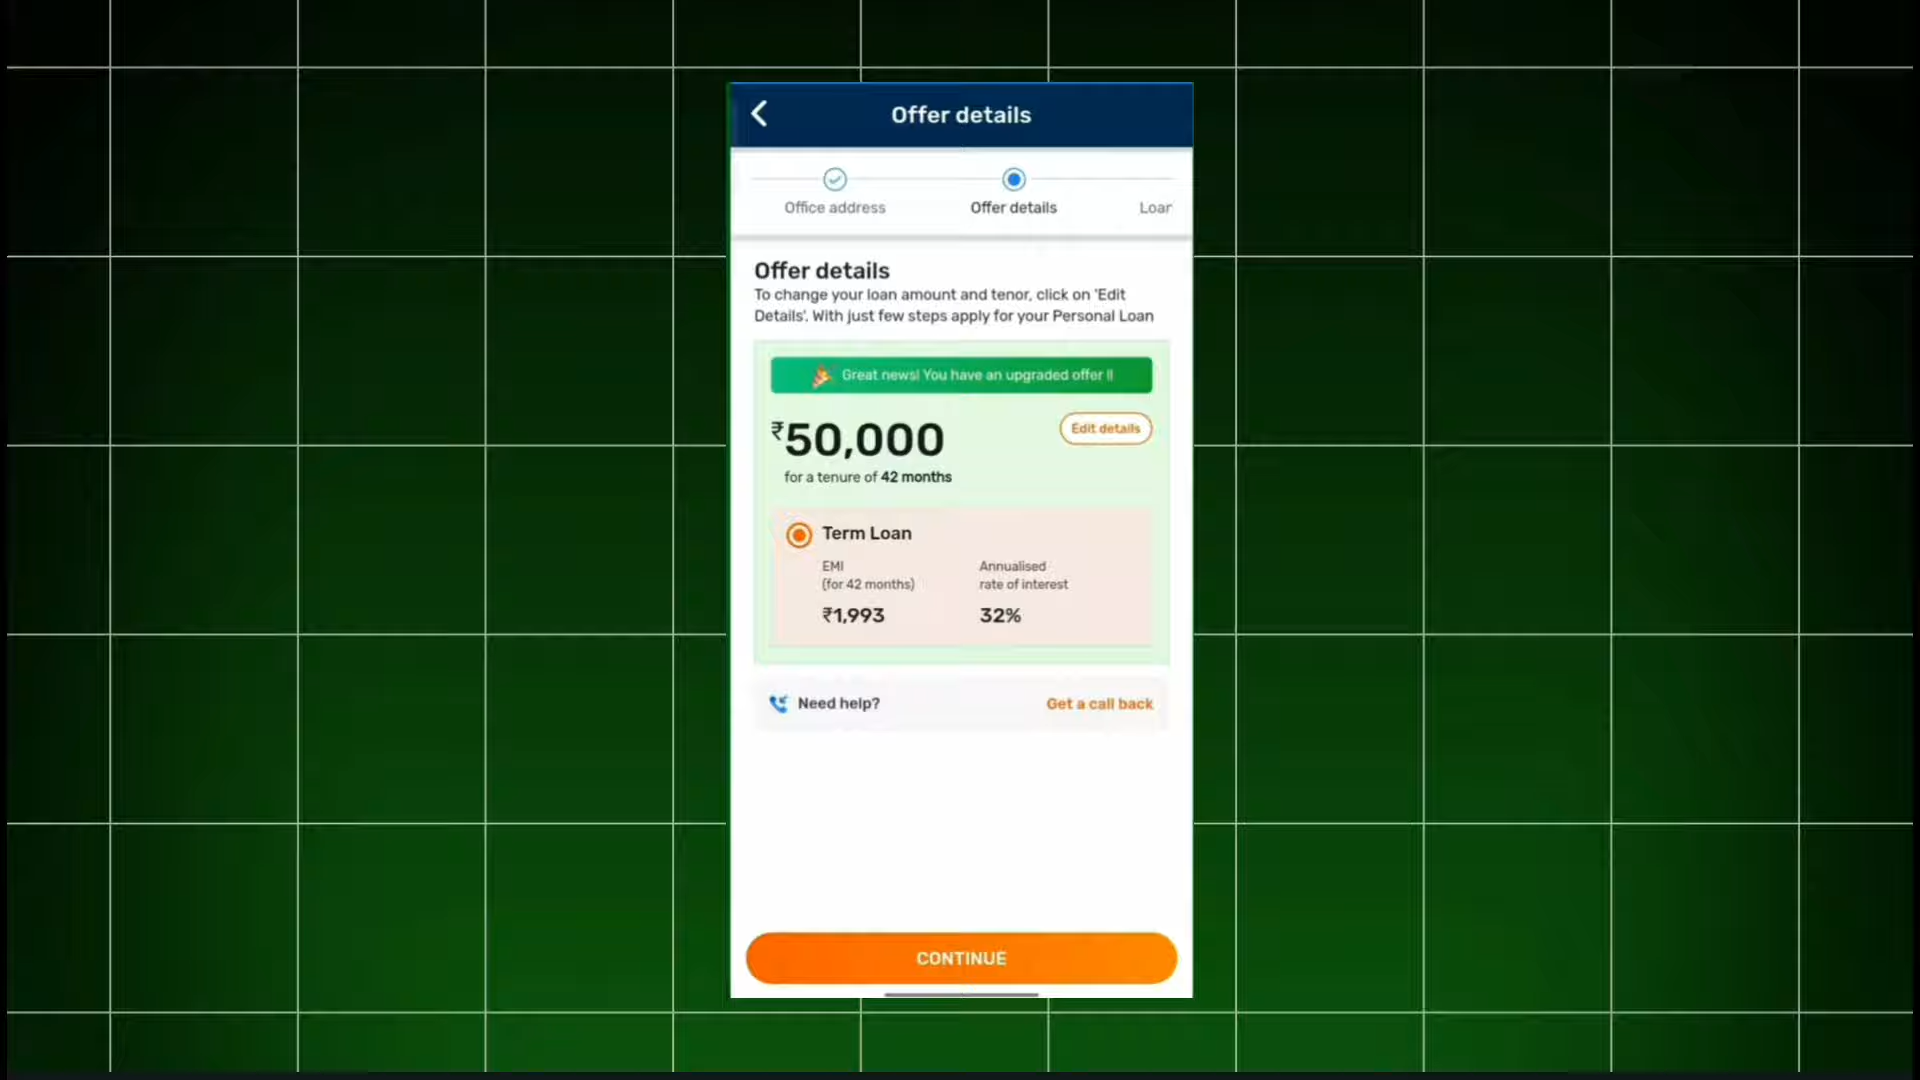 Offer details
Office address
Offer details
Loar
Offer details
To change your loan amount and tenor, click on 'Edit
Details'. With just few steps apply for your Personal Loan
Great news! You have an upgraded offer !!
₹50,000
Edit details
for a tenure of 42 months
Term Loan
EMI
(for 42 months)
₹1,993
Annualised
rate of interest
32%
Need help?
Get a call back
CONTINUE